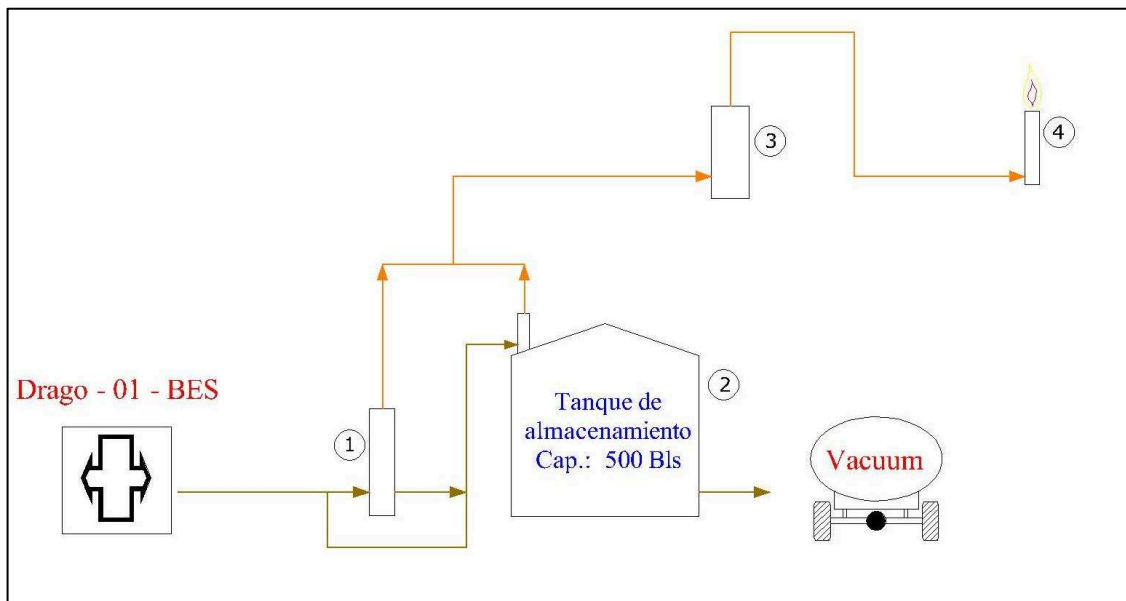 3
4
Drago - 01 - BES
1
2
Tanque de
almacenamiento
Cap.: 500 Bls
Vacuum